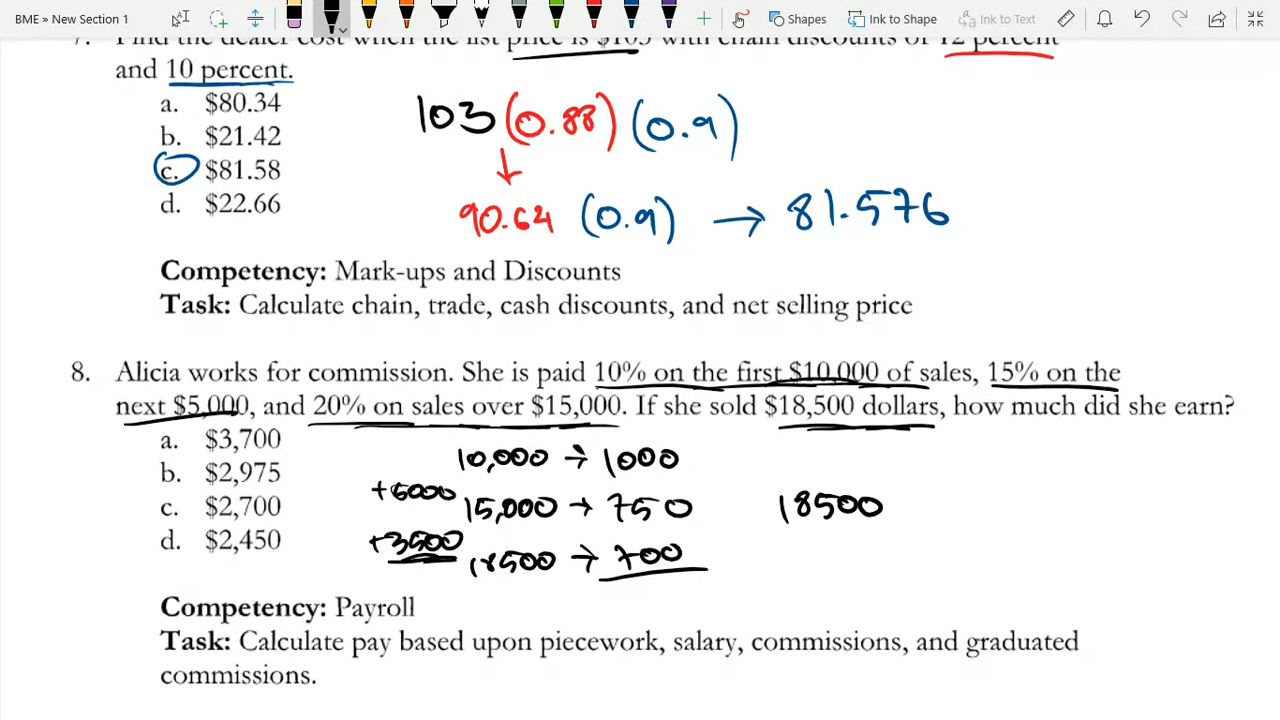 BME » New Section 1
Shapes
Ink to Shape
Ink to Text
7. Find the dealer cost when the list price is $103 with chain discounts of 12 percent
and 10 percent.
a. $80.34
b. $21.42
c. $81.58
d. $22.66
103 (0.88) (0.9)
90.64 (0.9) → 81.576
Competency: Mark-ups and Discounts
Task: Calculate chain, trade, cash discounts, and net selling price
8. Alicia works for commission. She is paid 10% on the first $10,000 of sales, 15% on the
next $5,000, and 20% on sales over $15,000. If she sold $18,500 dollars, how much did she earn?
a. $3,700
b. $2,975
c. $2,700
d. $2,450
10,000 → 1000
+5000 15,000 → 750
18500
+3500 18500 → 700
Competency: Payroll
Task: Calculate pay based upon piecework, salary, commissions, and graduated
commissions.